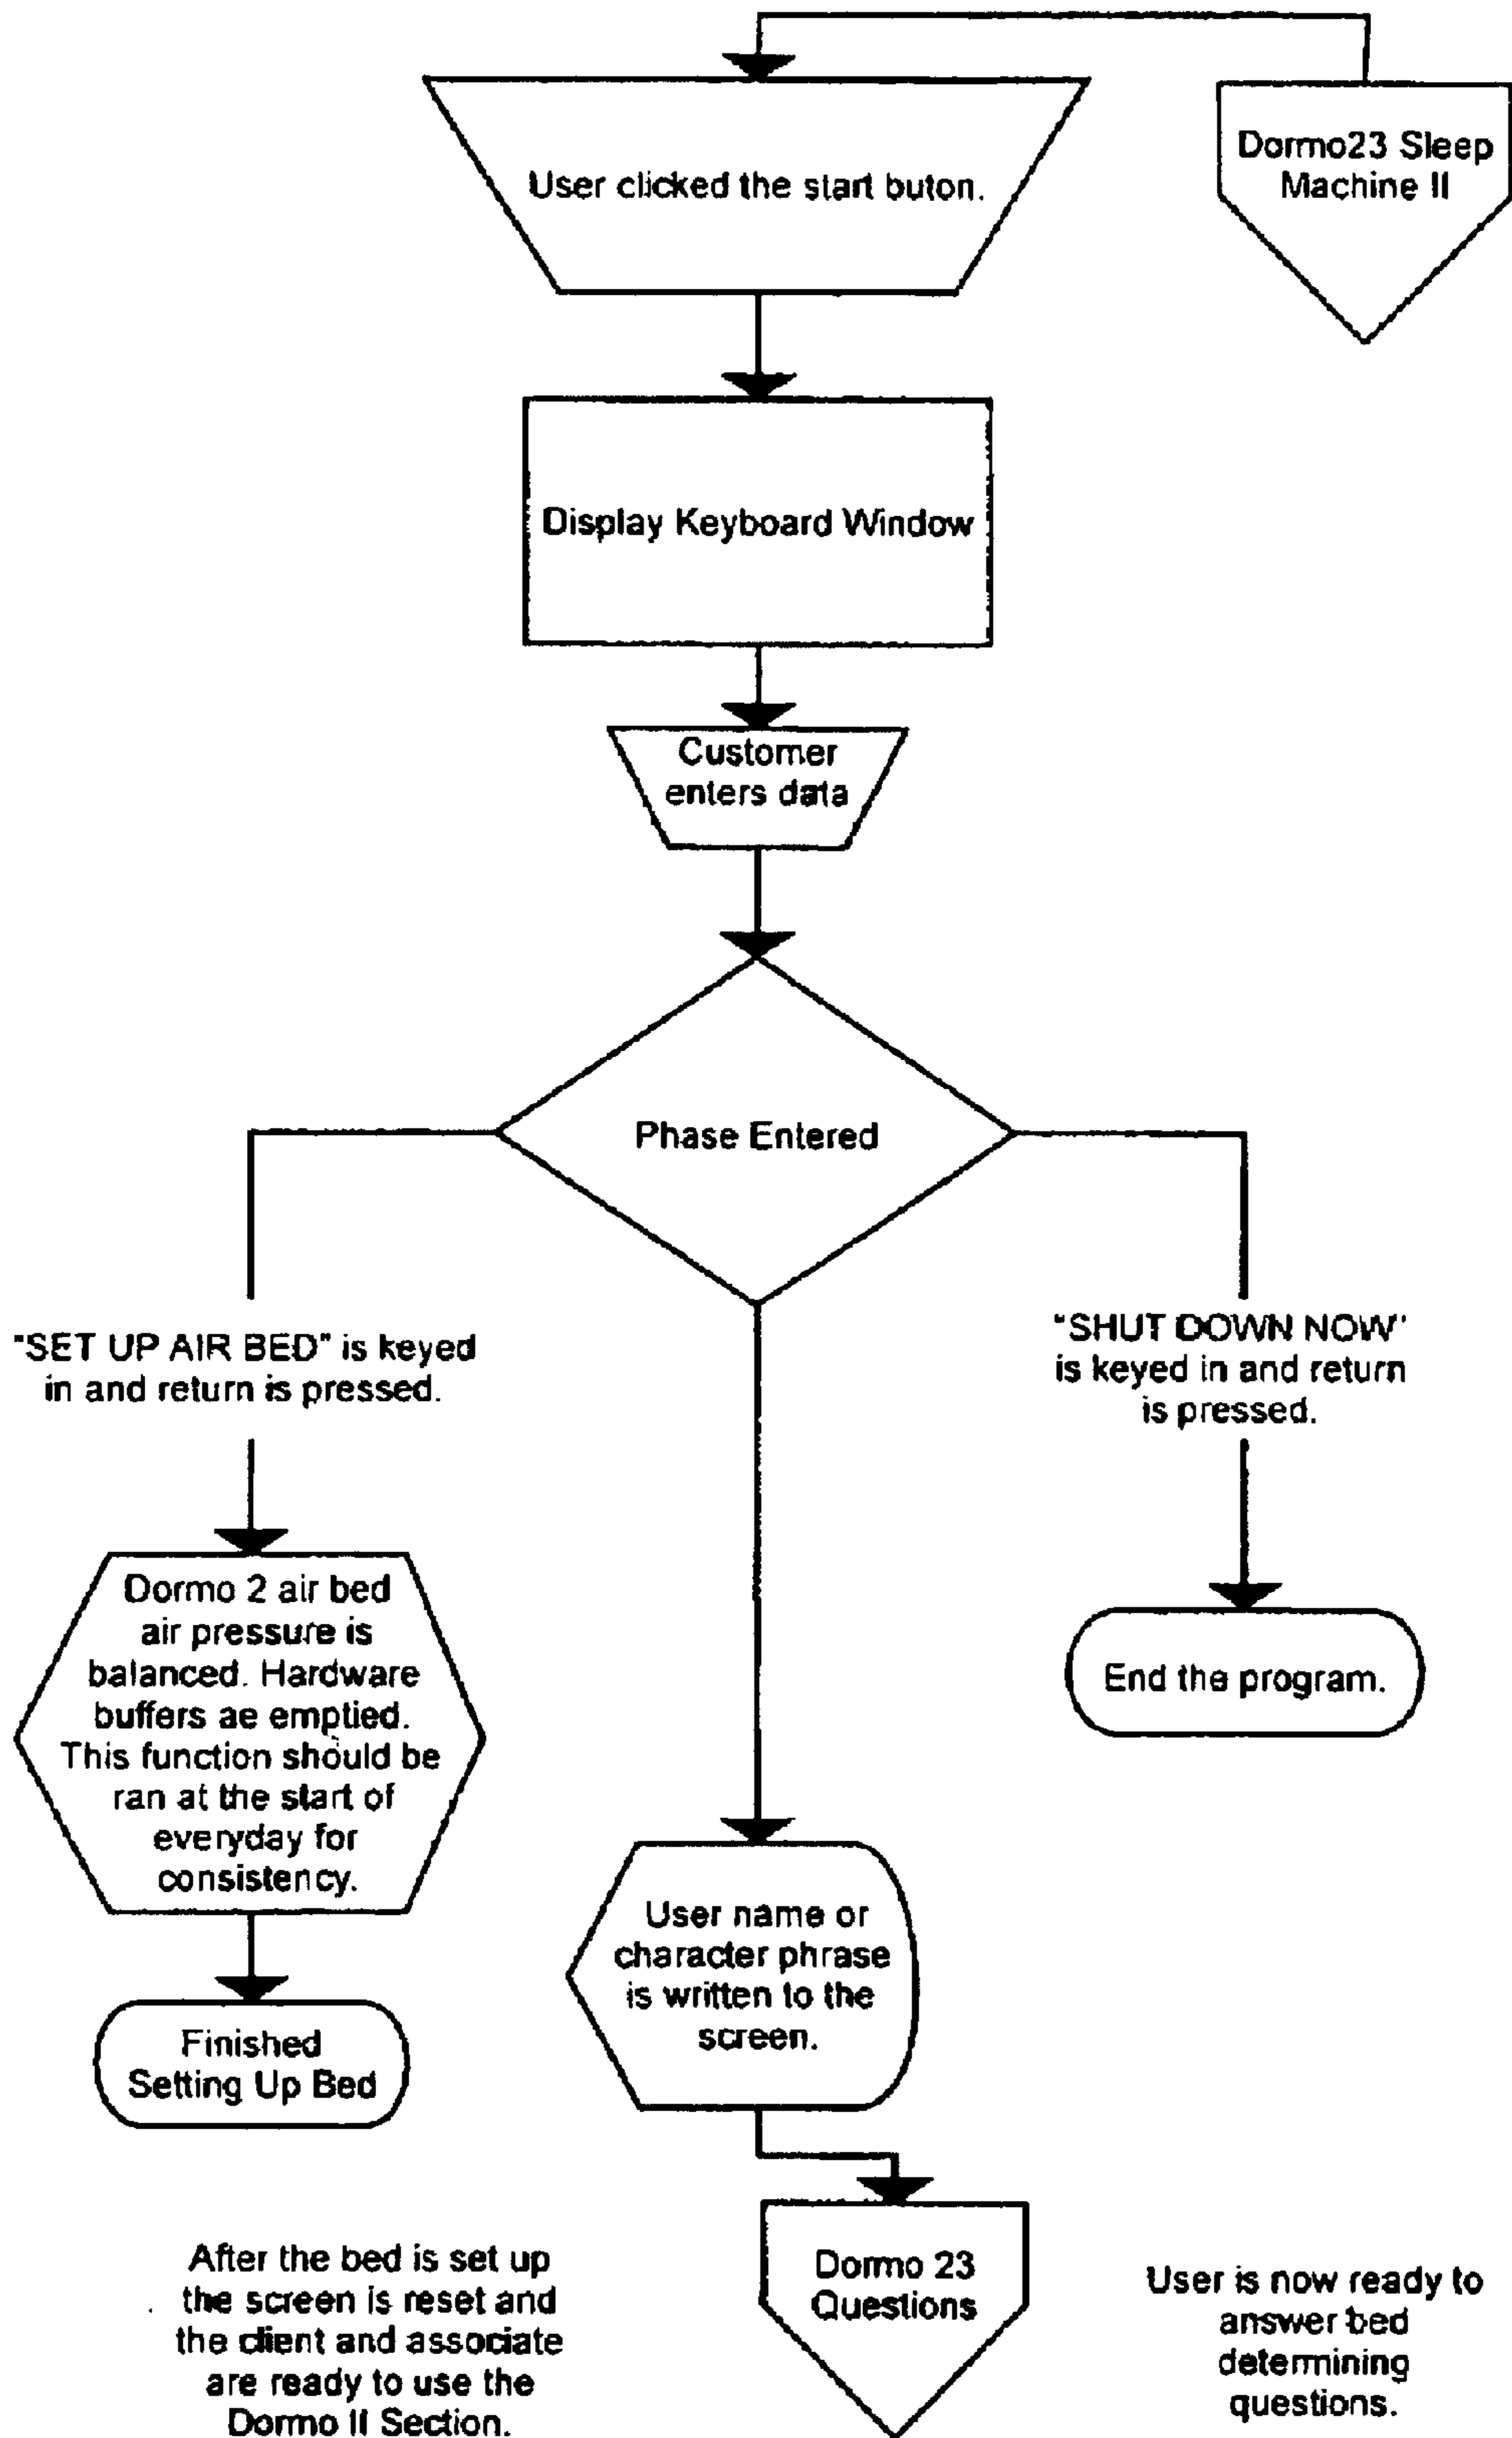 Dormo23 Sleep
Machine II
User clicked the start buton.
Display Keyboard Window
Customer
enters data
Phase Entered
"SET UP AIR BED" is keyed
in and return is pressed.
"SHUT DOWN NOW"
is keyed in and return
is pressed.
Dormo 2 air bed
air pressure is
balanced. Hardware
buffers ae emptied.
This function should be
ran at the start of
everyday for
consistency.
End the program.
User name or
character phrase
is written to the
screen.
Finished
Setting Up Bed
After the bed is set up
the screen is reset and
the client and associate
are ready to use the
Dormo II Section.
Dormo 23
Questions
User is now ready to
answer bed
determining
questions.